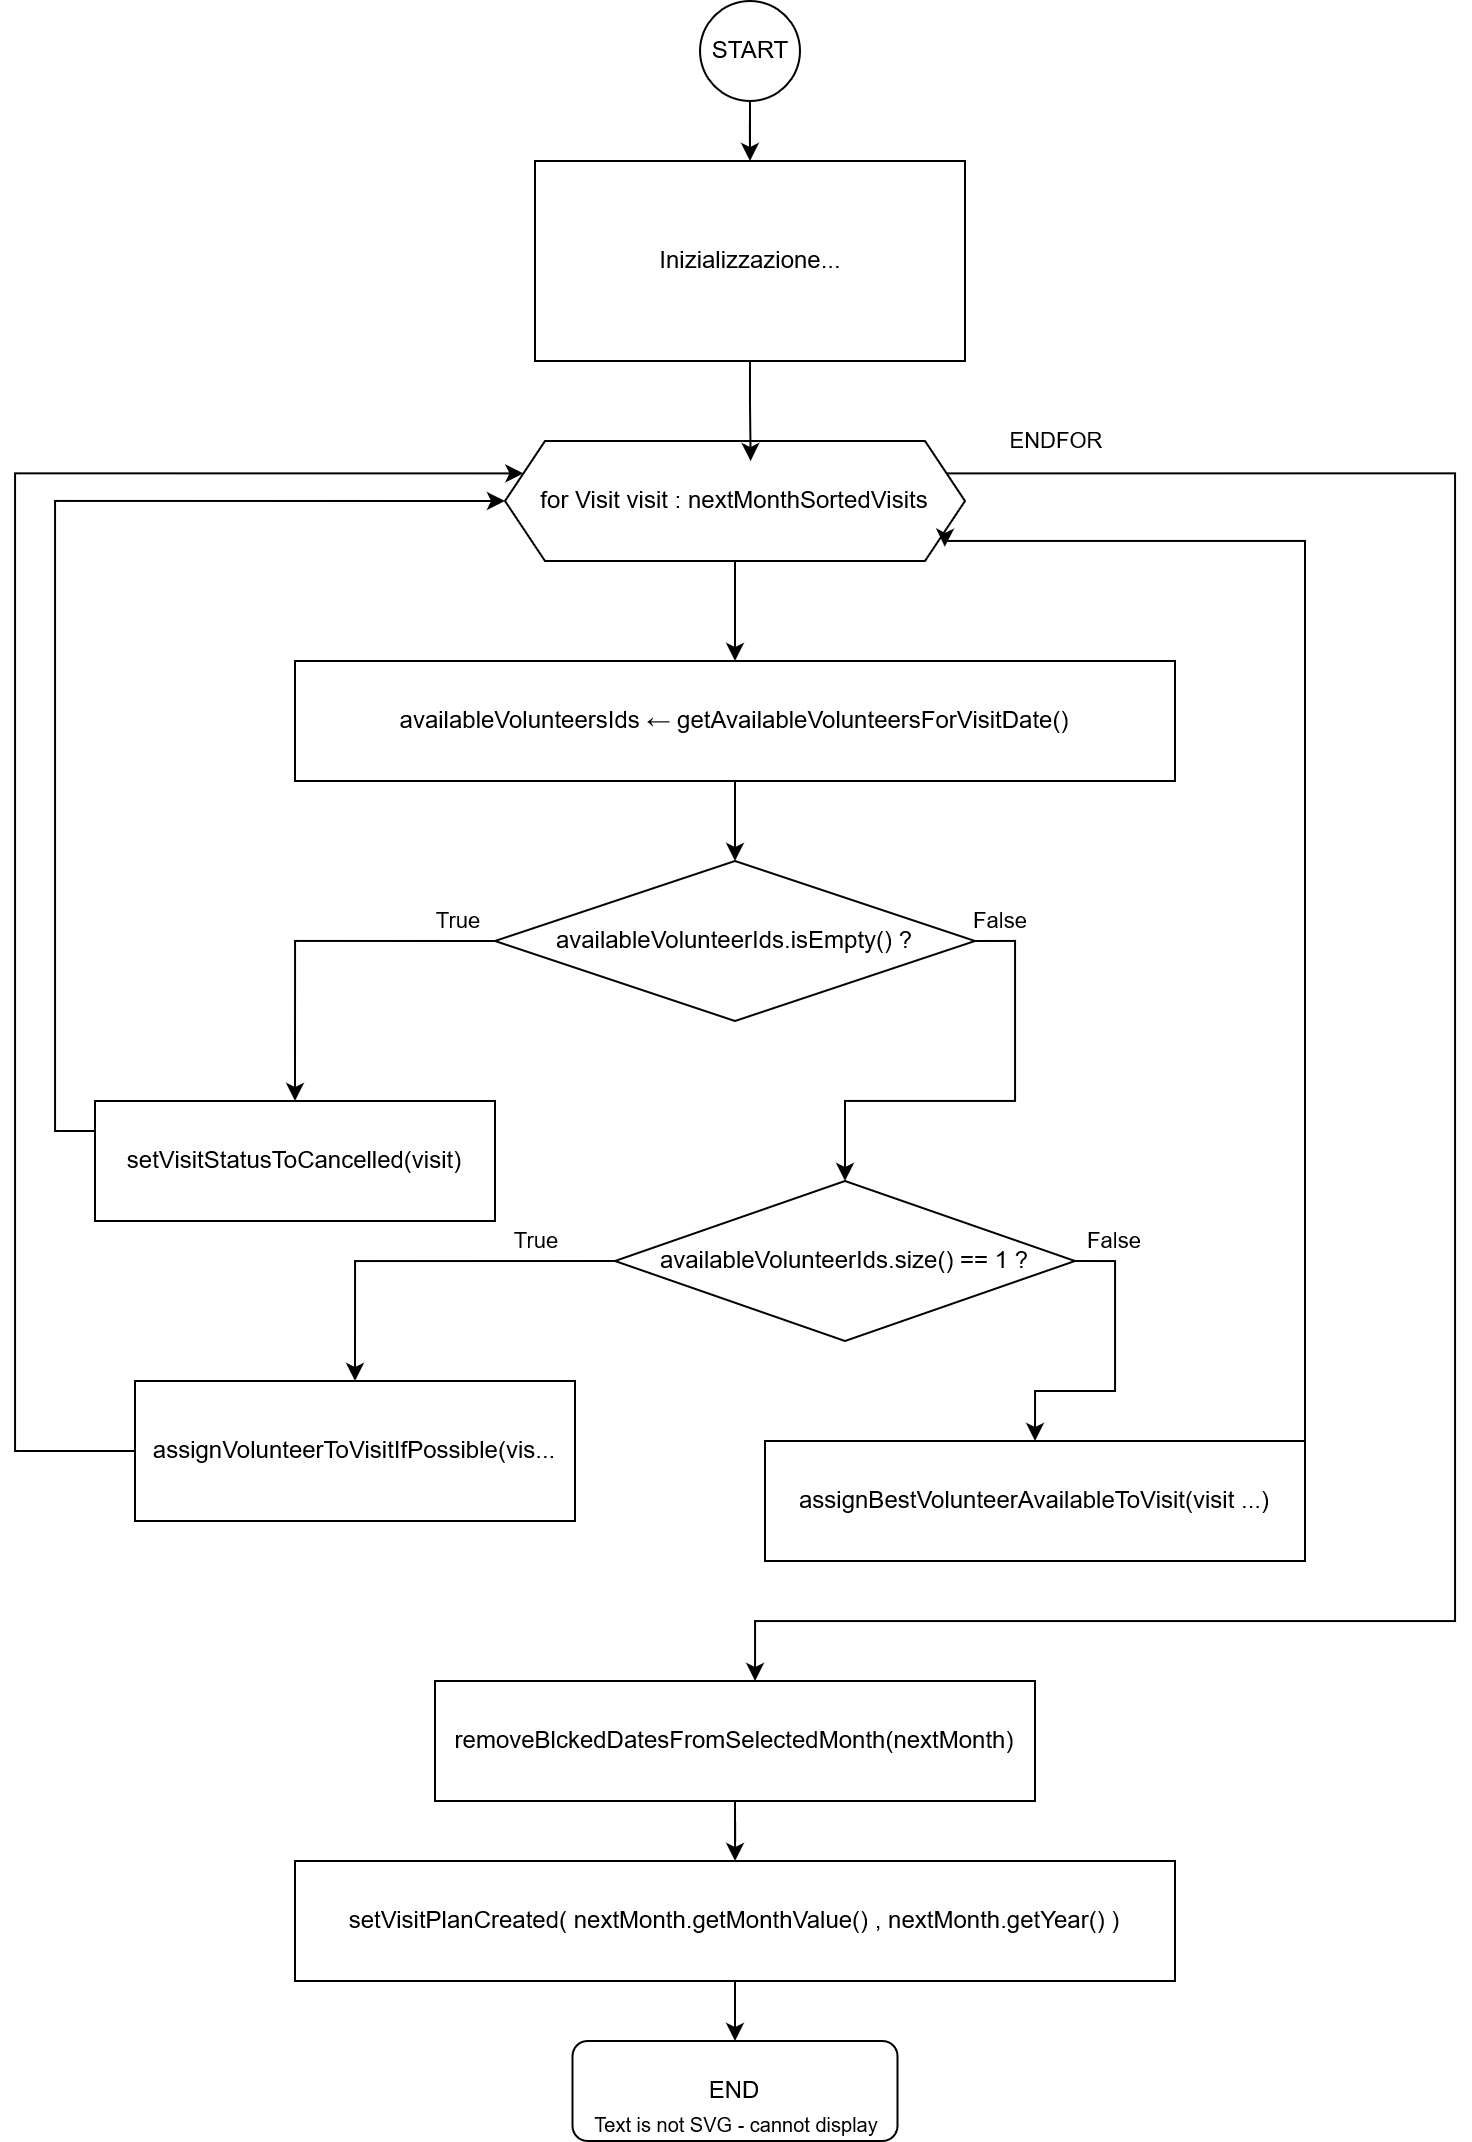 START
Inizializzazione...
ENDFOR
for Visit visit : nextMonthSortedVisits
availableVolunteersIds ← getAvailableVolunteersForVisitDate()
True
False
availableVolunteerIds.isEmpty() ?
setVisitStatusToCancelled(visit)
True
False
availableVolunteerIds.size() == 1 ?
assignVolunteerToVisitIfPossible(vis...
assignBestVolunteerAvailableToVisit(visit ...)
removeBlckedDatesFromSelectedMonth(nextMonth)
setVisitPlanCreated( nextMonth.getMonthValue() , nextMonth.getYear() )
END
Text is not SVG - cannot display